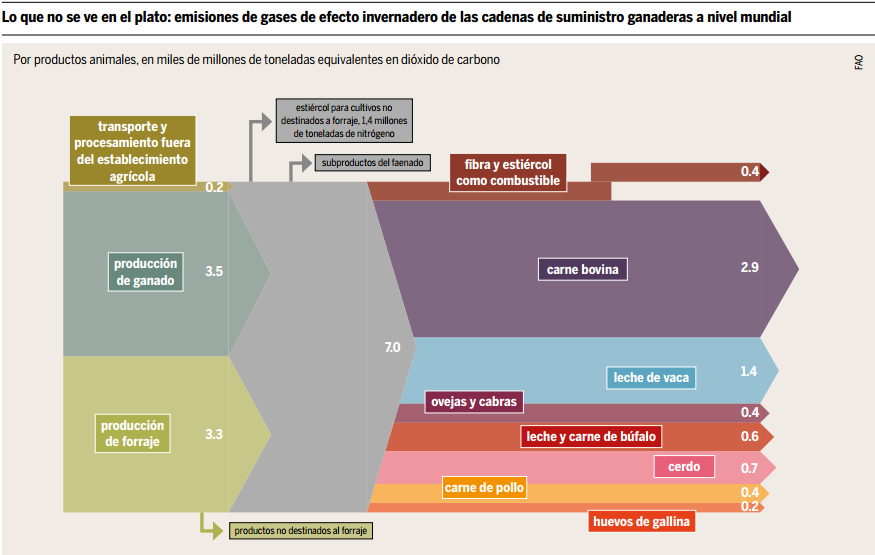 Lo que no se ve en el plato: emisiones de gases de efecto invernadero de las cadenas de suministro ganaderas a nivel mundial
Por productos animales, en miles de millones de toneladas equivalentes en dióxido de carbono
FAO
estiércol para cultivos no
destinados a forraje, 1,4 millones
de toneladas de nitrógeno
transporte y
procesamiento fuera
del establecimiento
agrícola
0.2
subproductos del faenado
fibra y estiércol
como combustible
0.4
producción
de ganado
3.5
carne bovina
2.9
7.0
leche de vaca
1.4
ovejas y cabras
0.4
producción
de forraje
3.3
leche y carne de búfalo
0.6
cerdo
0.7
carne de pollo
0.4
0.2
huevos de gallina
productos no destinados al forraje